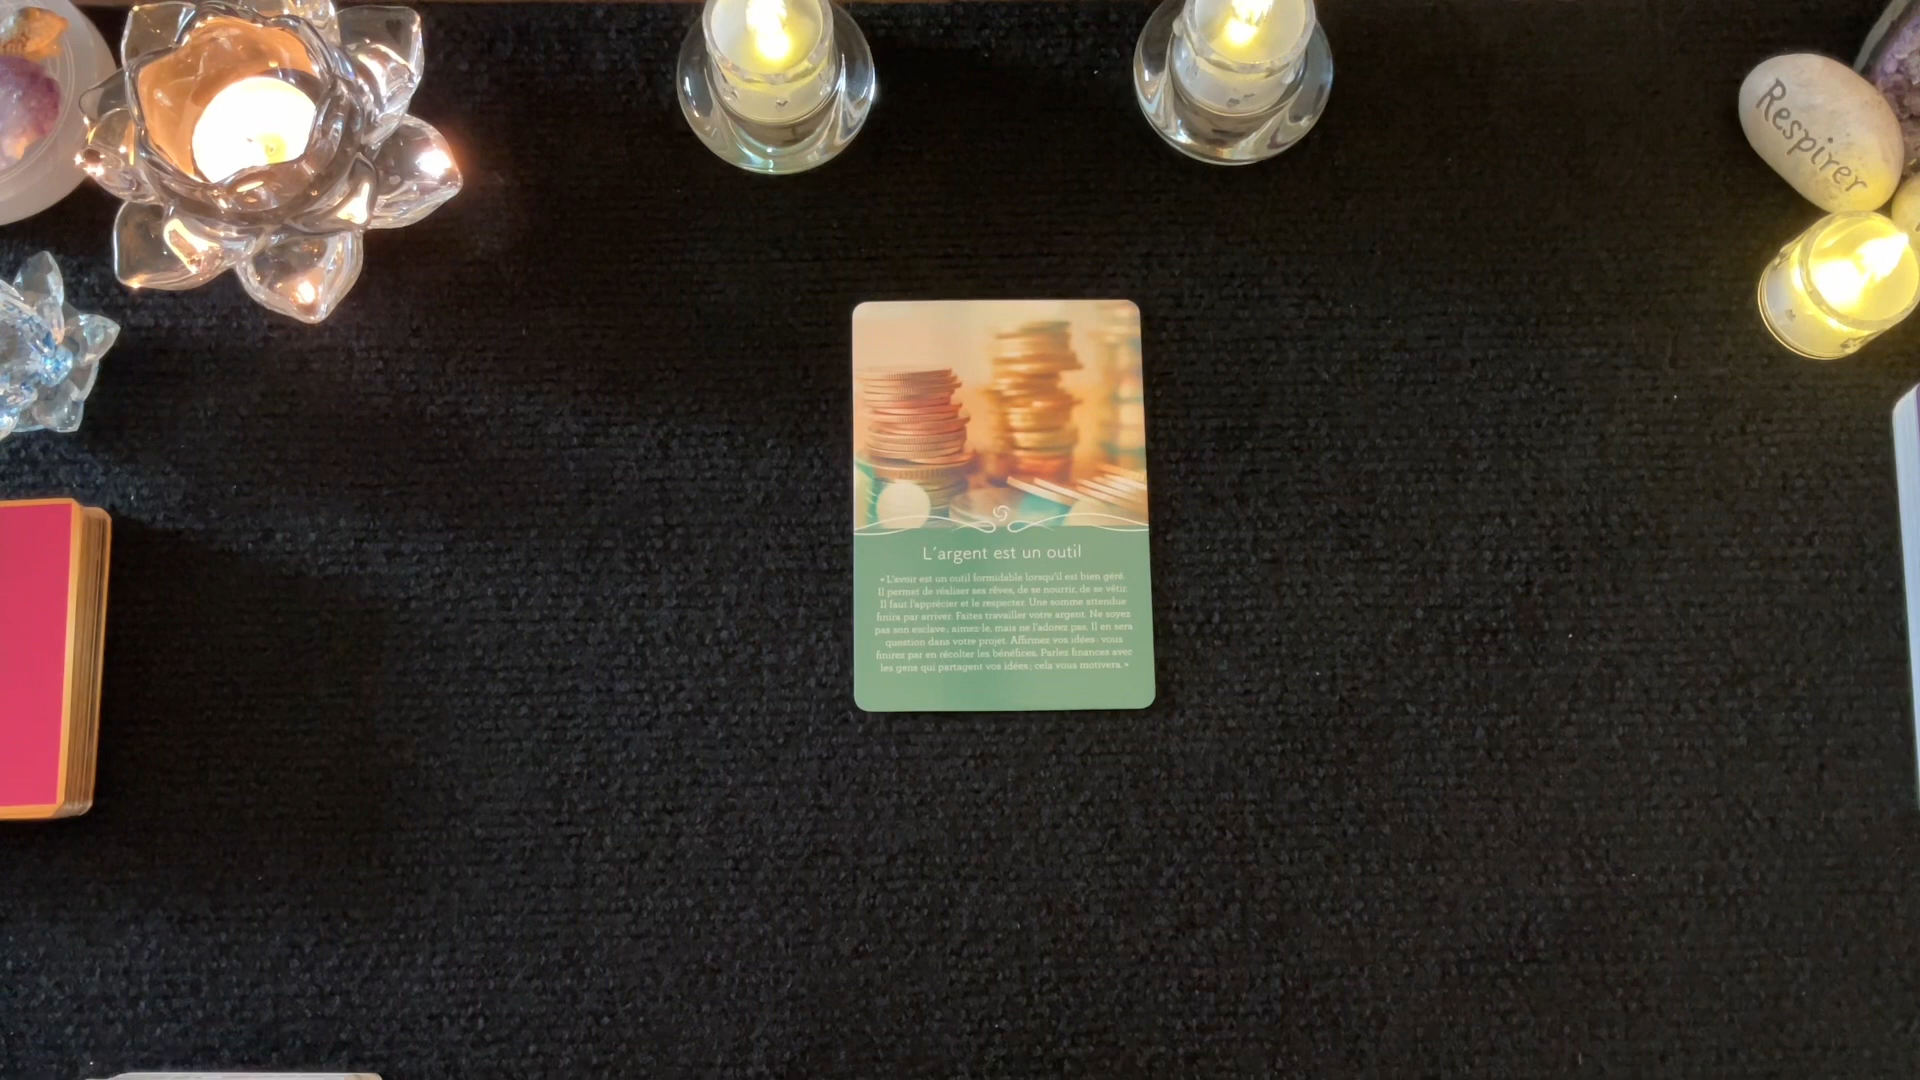 Respirer
L'argent est un outil
« L'avoir est un outil formidable lorsqu'il est bien géré.
Il permet de réaliser ses rêves, de se nourrir, de se vêtir.
Il faut l'apprécier et le respecter. Une somme attendue
finira par arriver. Faites travailler votre argent. Ne soyez
pas son esclave ; aimez-le, mais ne l'adorez pas. Il en sera
question dans votre projet. Affirmez vos idées- vous
finirez par en récolter les bénéfices. Parlez finances avec
les gens qui partagent vos idées ; cela vous motivera. »